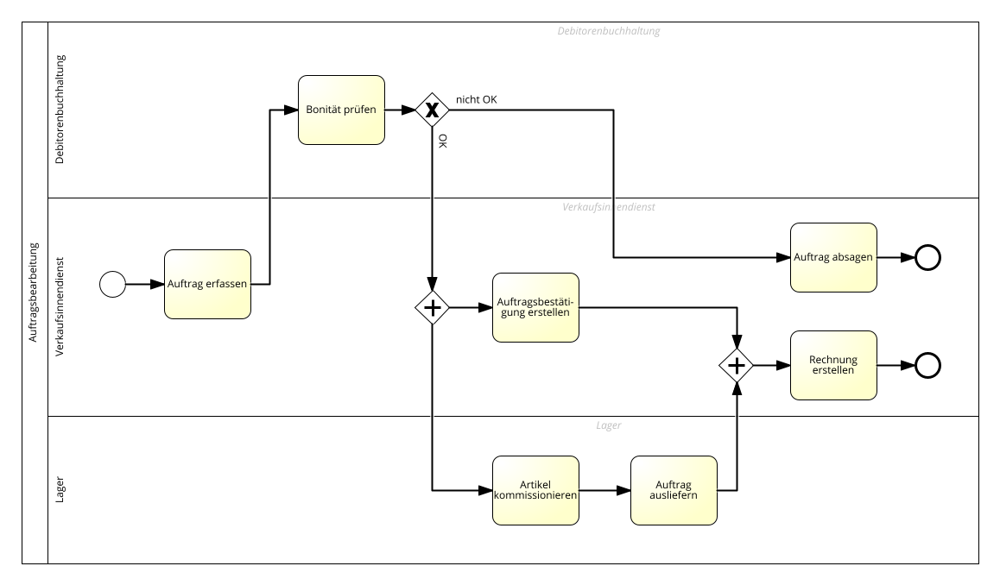 Auftragsbearbeitung
Debitorenbuchhaltung
Debitorenbuchhaltung
Bonität prüfen
X
nicht OK
OK
Verkaufsinnendienst
Verkaufsinnendienst
Auftrag erfassen
Auftrag absagen
Auftragsbestäti-
gung erstellen
Rechnung
erstellen
Lager
Lager
Artikel
kommissionieren
Auftrag
ausliefern